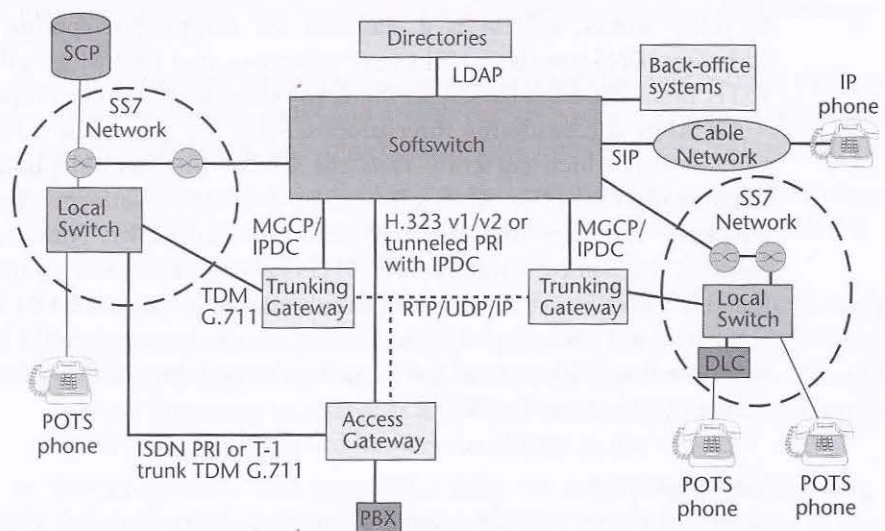 SCP
Directories
LDAP
Back-office
systems
IP
phone
SS7
Network
Softswitch
SIP
Cable
Network
SS7
Network
Local
Switch
MGCP/
IPDC
H.323 v1/v2 or
tunneled PRI
with IPDC
MGCP/
IPDC
TDM
G.711
Trunking
Gateway
RTP/UDP/IP
Trunking
Gateway
Local
Switch
DLC
POTS
phone
Access
Gateway
ISDN PRI or T-1
trunk TDM G.711
POTS
phone
POTS
phone
PBX